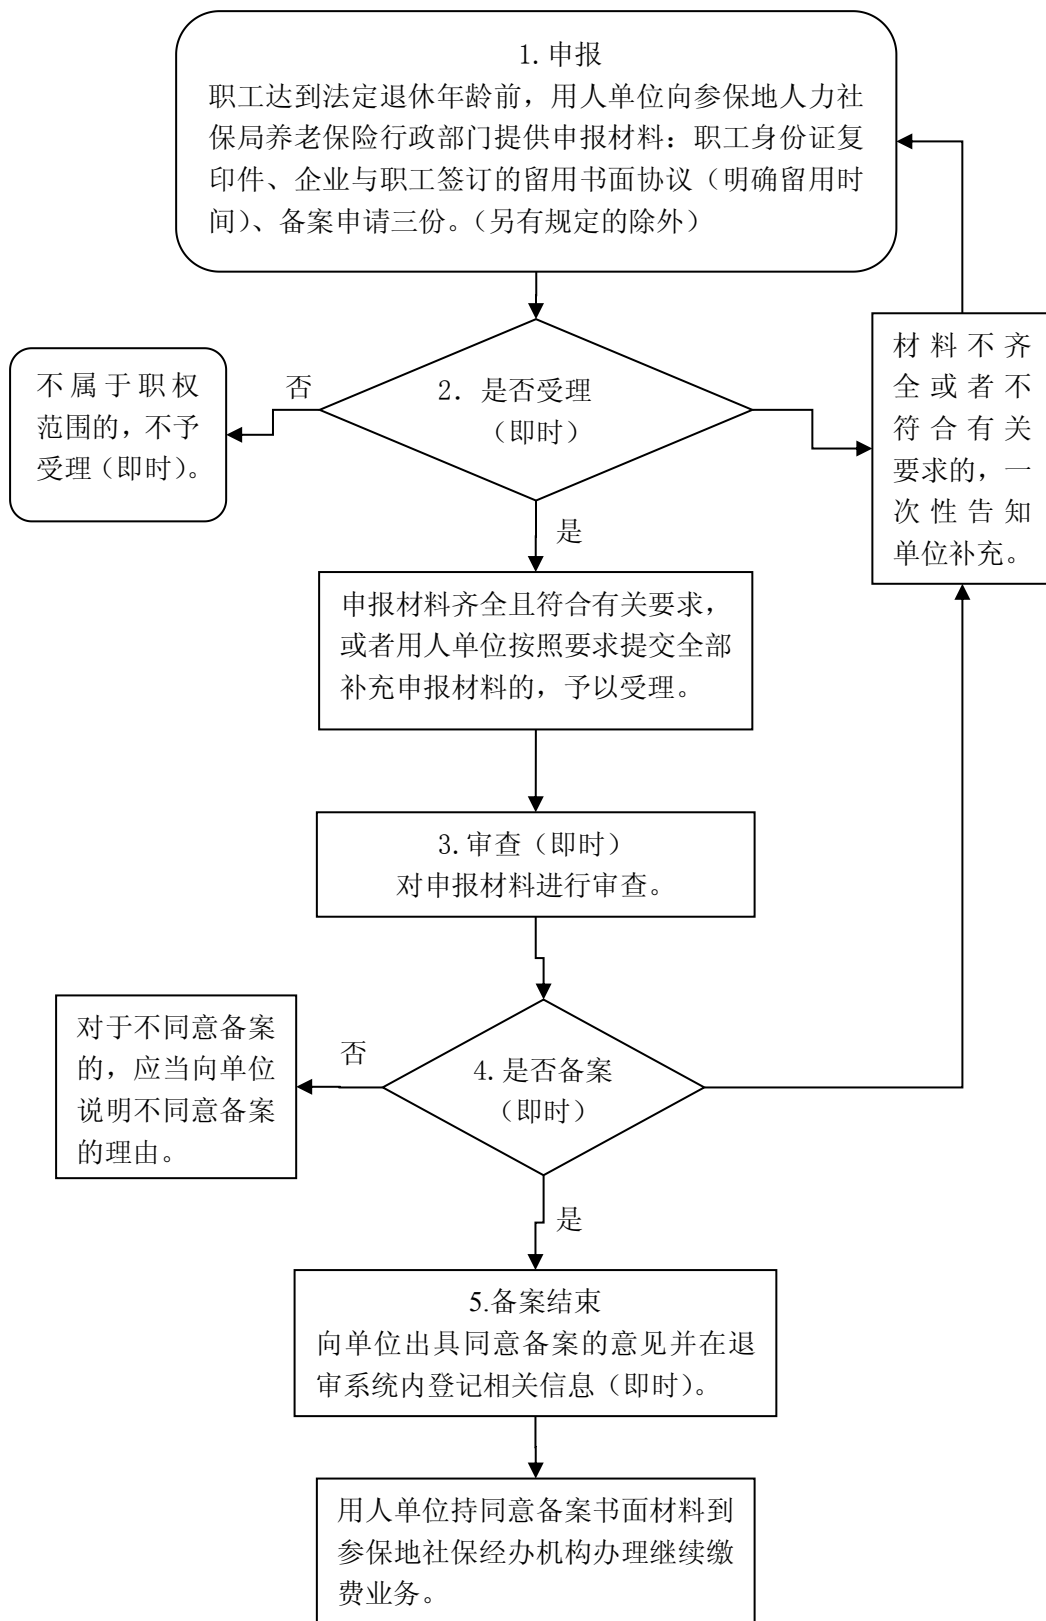 1.申报
职工达到法定退休年龄前，用人单位向参保地人力社
保局养老保险行政部门提供申报材料：职工身份证复
印件、企业与职工签订的留用书面协议（明确留用时
间）、备案申请三份。（另有规定的除外）
不属于职权
范围的，不予
受理（即时）。
否
2．是否受理
（即时）
材料不齐
全或者不
符合有关
要求的，一
次性告知
单位补充。
是
申报材料齐全且符合有关要求，
或者用人单位按照要求提交全部
补充申报材料的，予以受理。
3.审查（即时）
对申报材料进行审查。
对于不同意备案
的，应当向单位
说明不同意备案
的理由。
否
4.是否备案
（即时）
是
5.备案结束
向单位出具同意备案的意见并在退
审系统内登记相关信息（即时）。
用人单位持同意备案书面材料到
参保地社保经办机构办理继续缴
费业务。